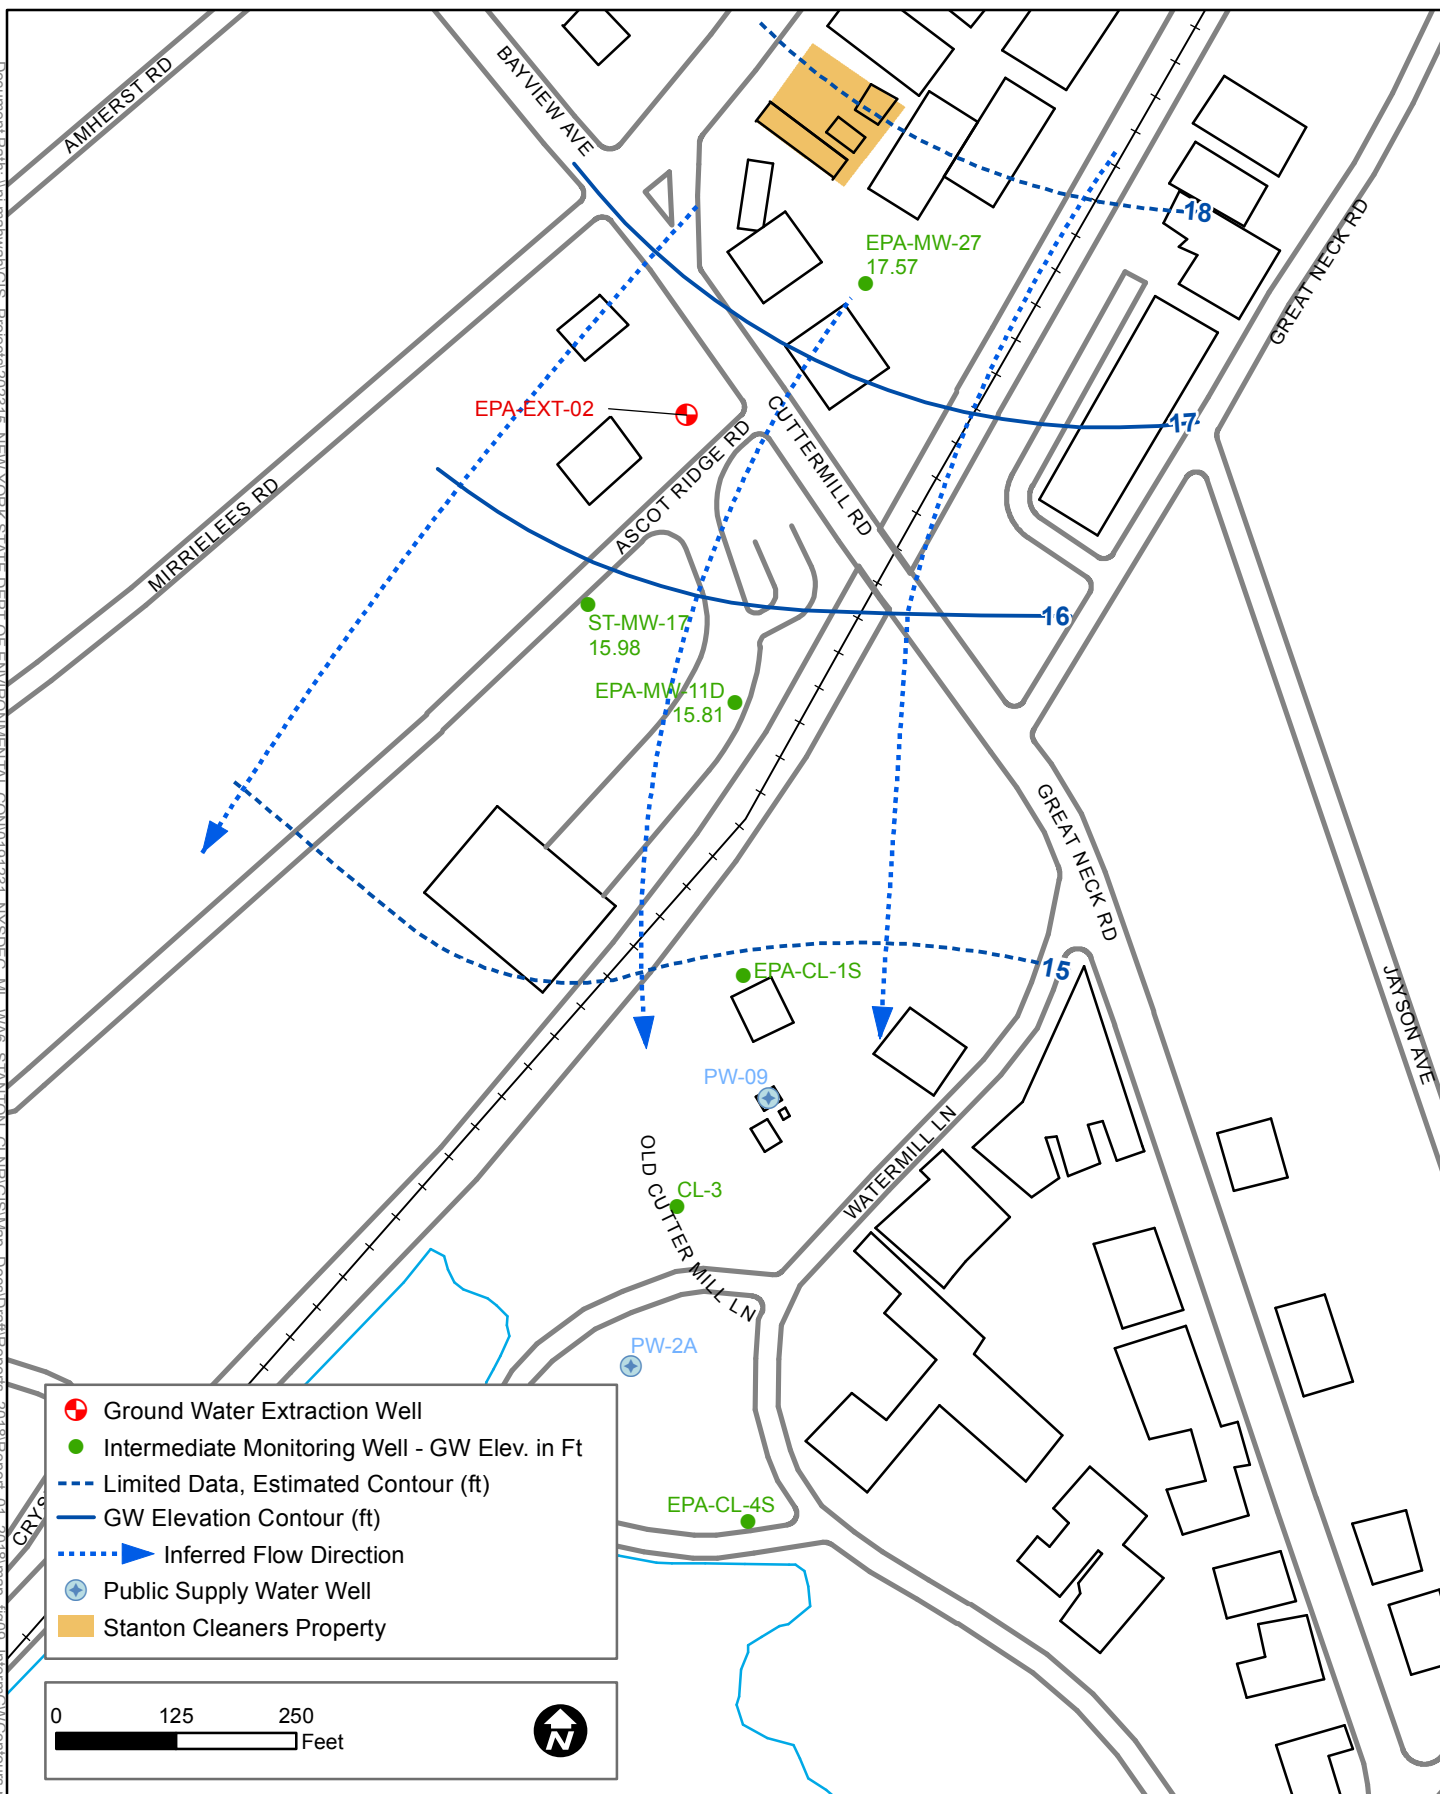 AMHERST RD
BAYVIEW AVE
18
GREAT NECK RD
EPA-MW-27
17.57
EPA-EXT-02
17
CUTTERMILL RD
ASCOT RIDGE RD
MIRRIELEES RD
16
ST-MW-17
15.98
EPA-MW-11D
15.81
GREAT NECK RD
15
EPA-CL-1S
JAYSON AVE
PW-09
WATERMILL LN
OLD CUTTER MILL LN
CL-3
PW-2A
EPA-CL-4S
CRYS
Ground Water Extraction Well
Intermediate Monitoring Well - GW Elev. in Ft
Limited Data, Estimated Contour (ft)
GW Elevation Contour (ft)
Inferred Flow Direction
Public Supply Water Well
Stanton Cleaners Property
0 125 250
Feet
N